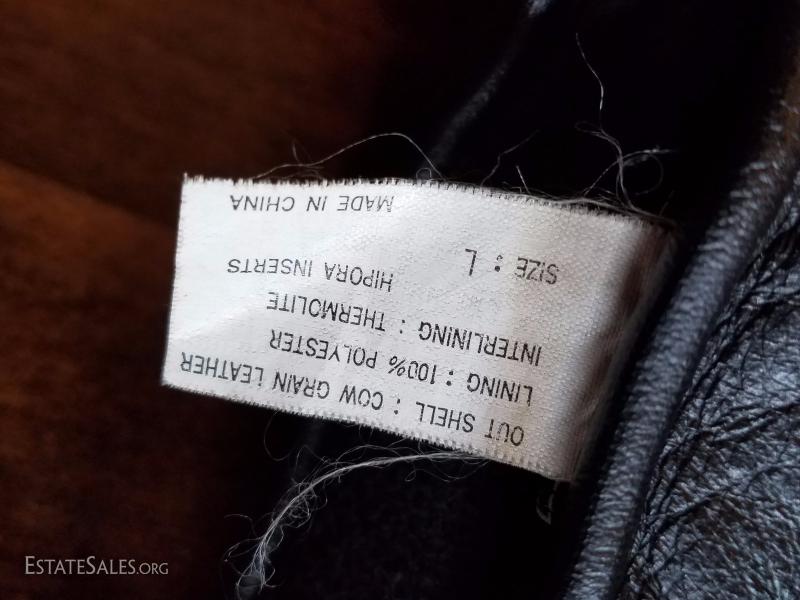 OUT SHELL : COW GRAIN LEATHER
LINING : 100% POLYESTER
INTERLINING : THERMOLITE
HIPORA INSERTS
SIZE : L
MADE IN CHINA
ESTATESALES.ORG